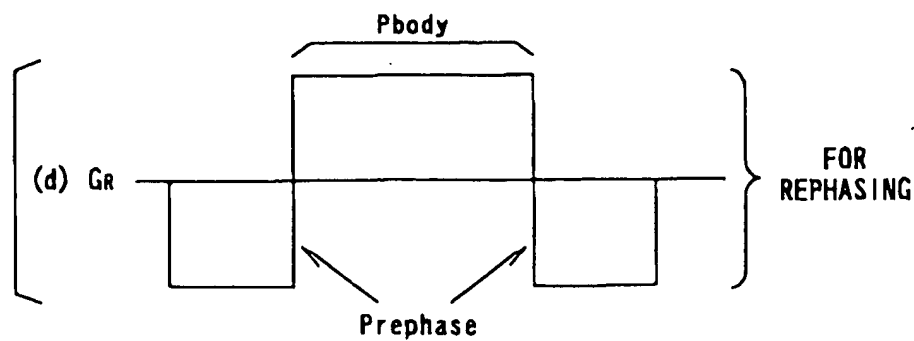 Pbody
(d) GR
FOR
REPHASING
Prephase